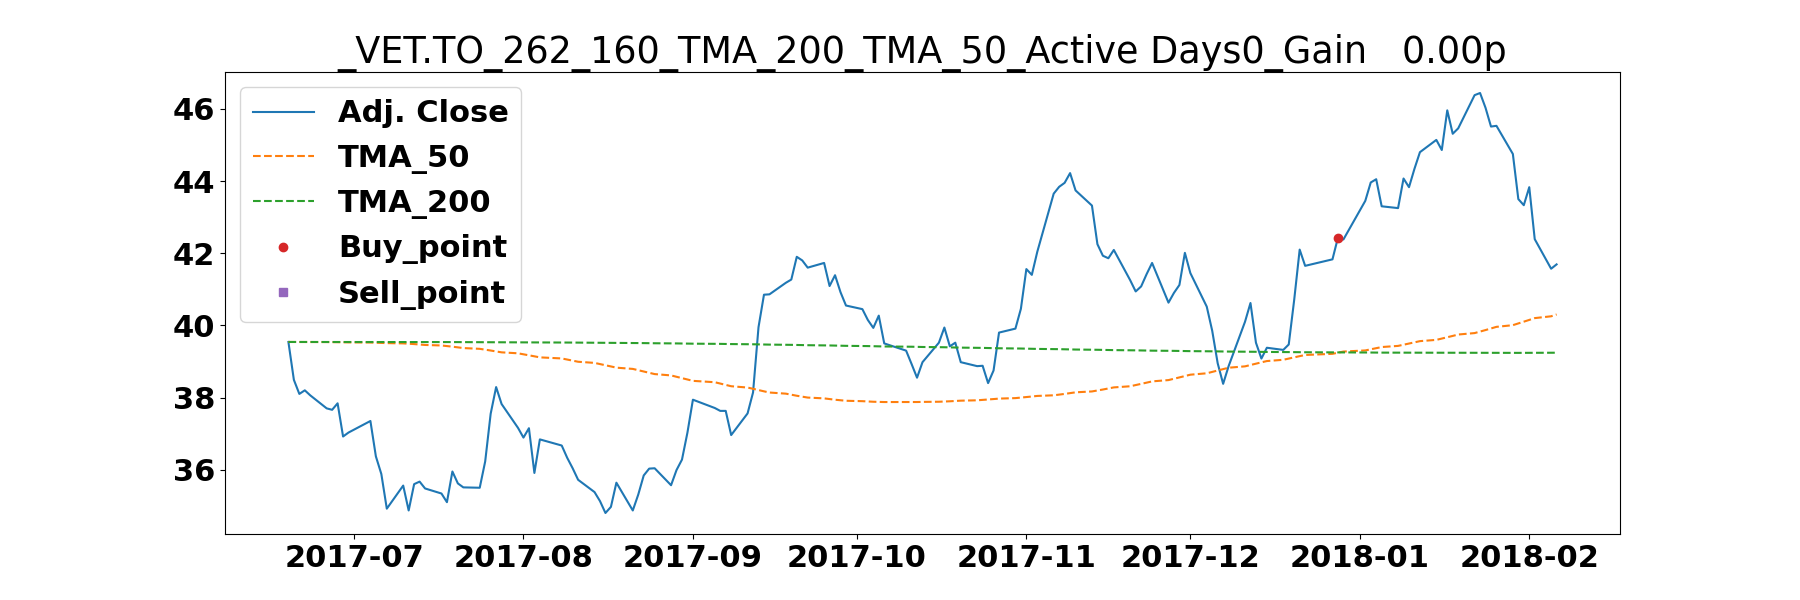 _VET.TO_262_160_TMA_200_TMA_50_Active Days0_Gain   0.00p
46
44
42
40
38
36
Adj. Close
TMA_50
TMA_200
Buy_point
Sell_point
2017-07 2017-08 2017-09 2017-10 2017-11 2017-12 2018-01 2018-02